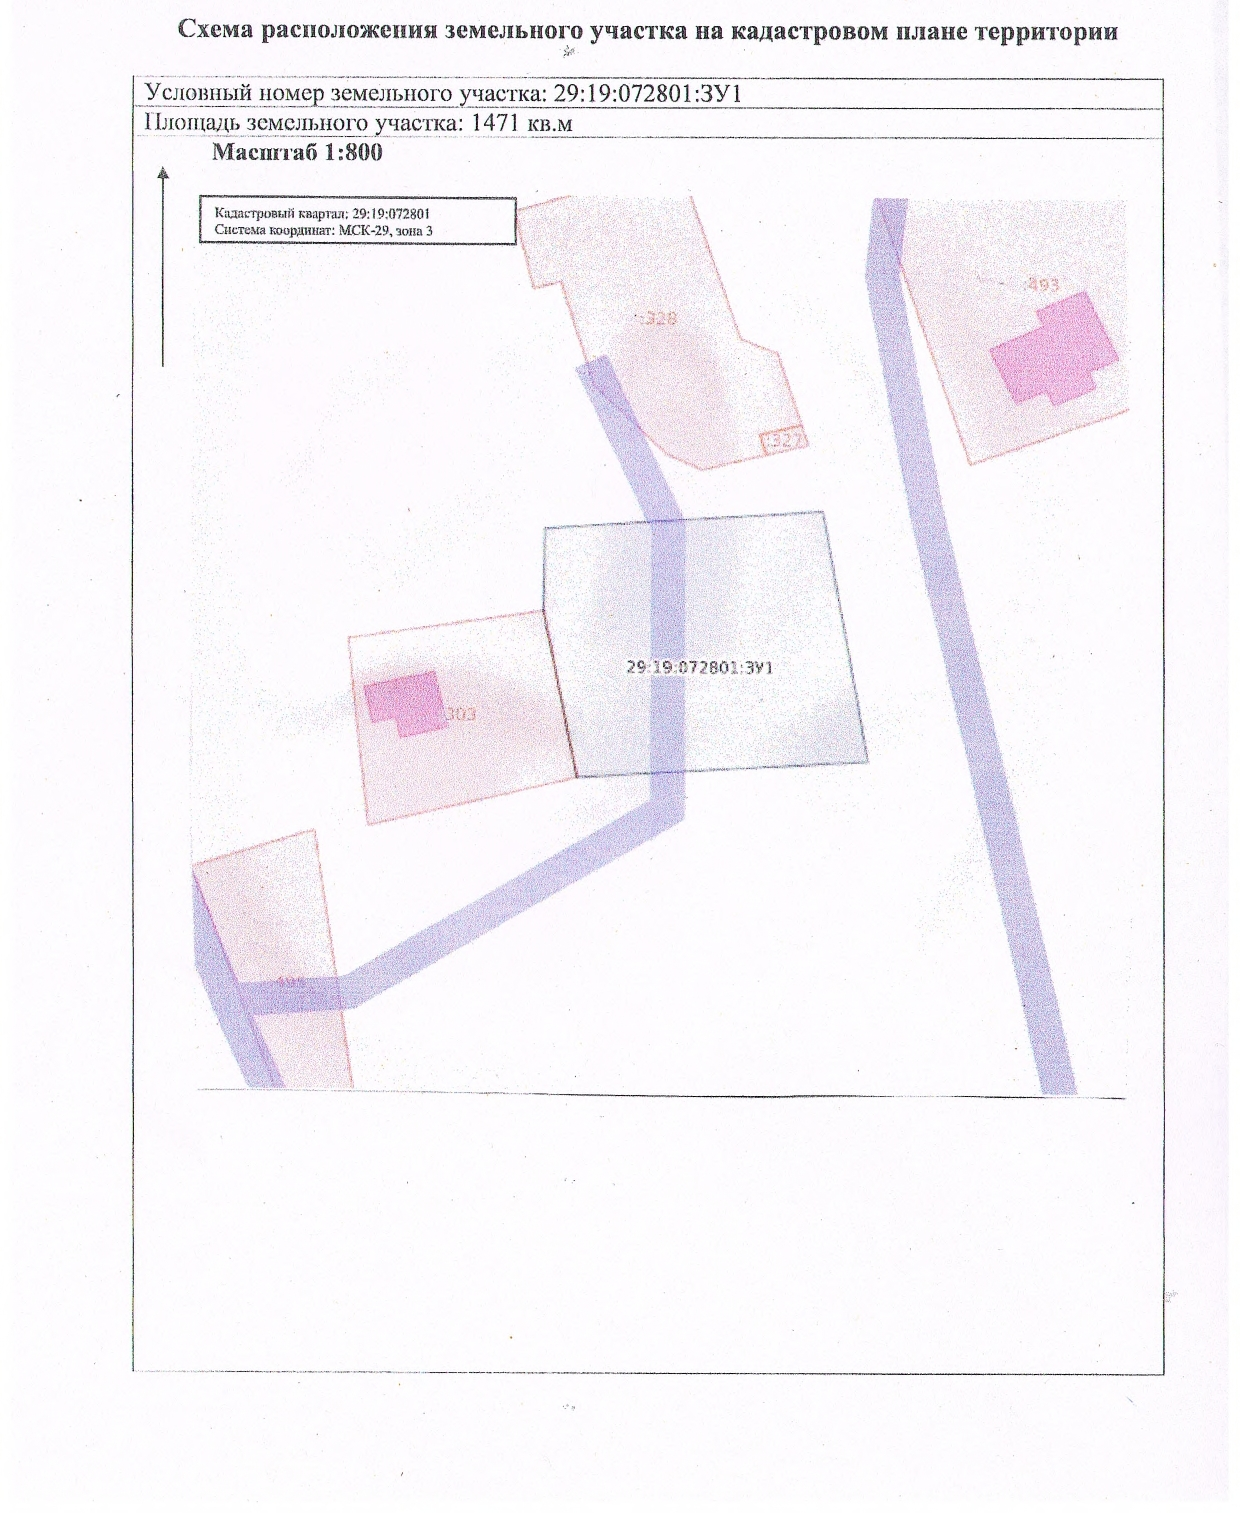 Схема расположения земельного участка на кадастровом плане территории
Условный номер земельного участка: 29:19:072801:ЗУ1
Площадь земельного участка: 1471 кв.м
Масштаб 1:800
Кадастровый квартал: 29:19:072801
Система координат: МСК-29, зона 3
:493
:328
:327
29:19:072801:ЗУ1
303